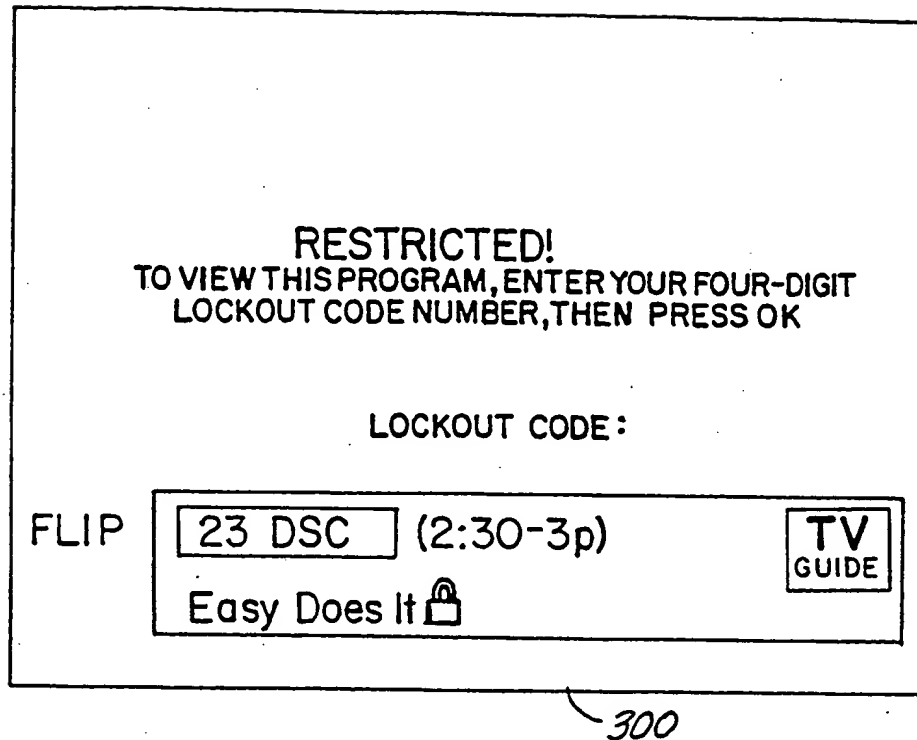 RESTRICTED!
TO VIEW THIS PROGRAM, ENTER YOUR FOUR-DIGIT
LOCKOUT CODE NUMBER, THEN PRESS OK
LOCKOUT CODE:
FLIP
23 DSC (2:30-3p)
TV
GUIDE
Easy Does It
300